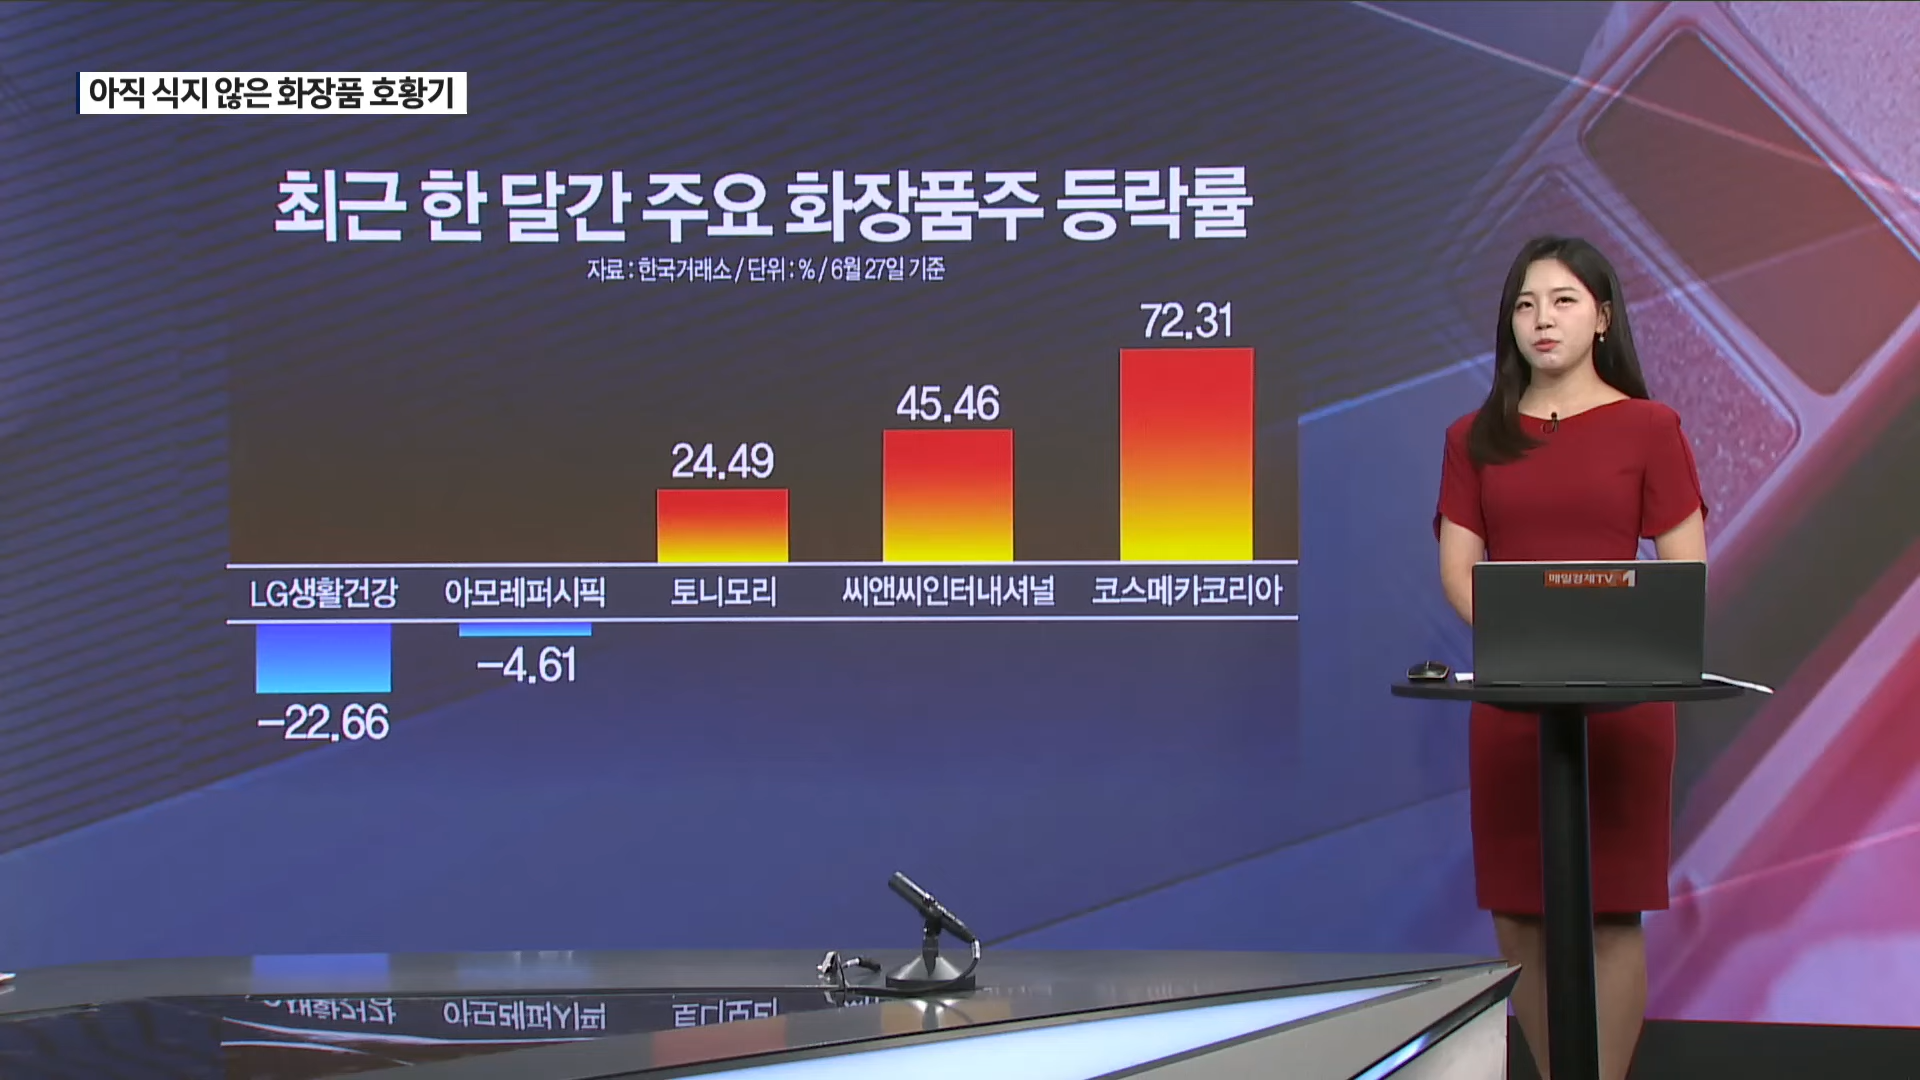 아직 식지 않은 화장품 호황기
최근 한 달간 주요 화장품주 등락률
자료 : 한국거래소 / 단위 : % / 6월 27일 기준
72.31
45.46
24.49
LG생활건강 아모레퍼시픽 토니모리 씨앤씨인터내셔널 코스메카코리아
-4.61
-22.66
매일경제TV 1